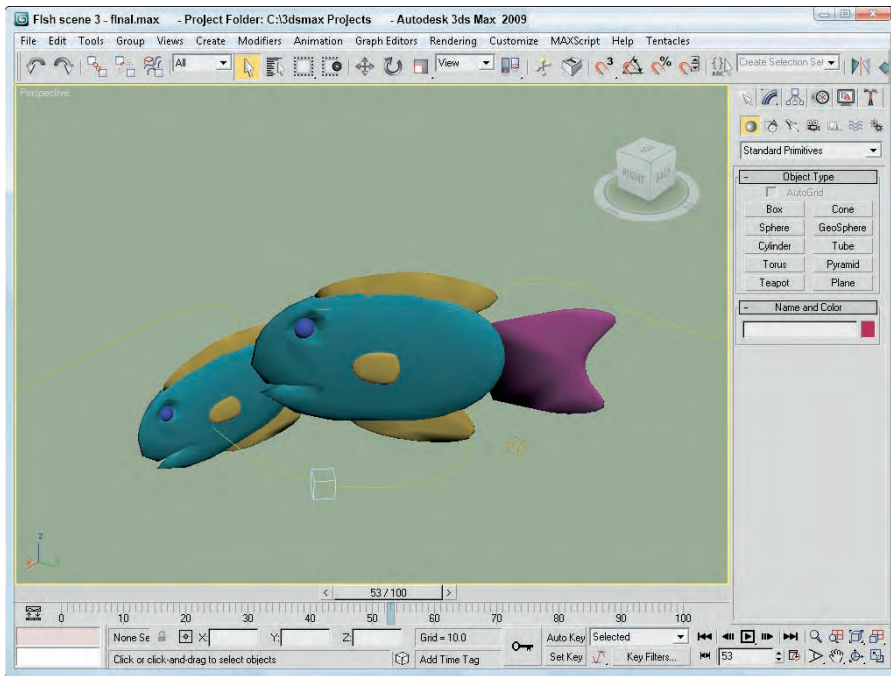 FIsh scene 3 - fInal.max - Project Folder: C:\3dsmax Projects - Autodesk 3ds Max 2009
File Edit Tools Group Views Create Modifiers Animation Graph Editors Rendering Customize MAXScript Help Tentacles
All View 3 % ABC Create Selection Set
Perspective
RIGHT BACK
Standard Primitives
- Object Type
AutoGrid
Box Cone
Sphere GeoSphere
Cylinder Tube
Torus Pyramid
Teapot Plane
- Name and Color
z
x
< 53 / 100 >
0 10 20 30 40 50 60 70 80 90 100
None Se X: Y: Z: Grid = 10.0 Auto Key Selected
Click or click-and-drag to select objects Add Time Tag Set Key Key Filters... 53